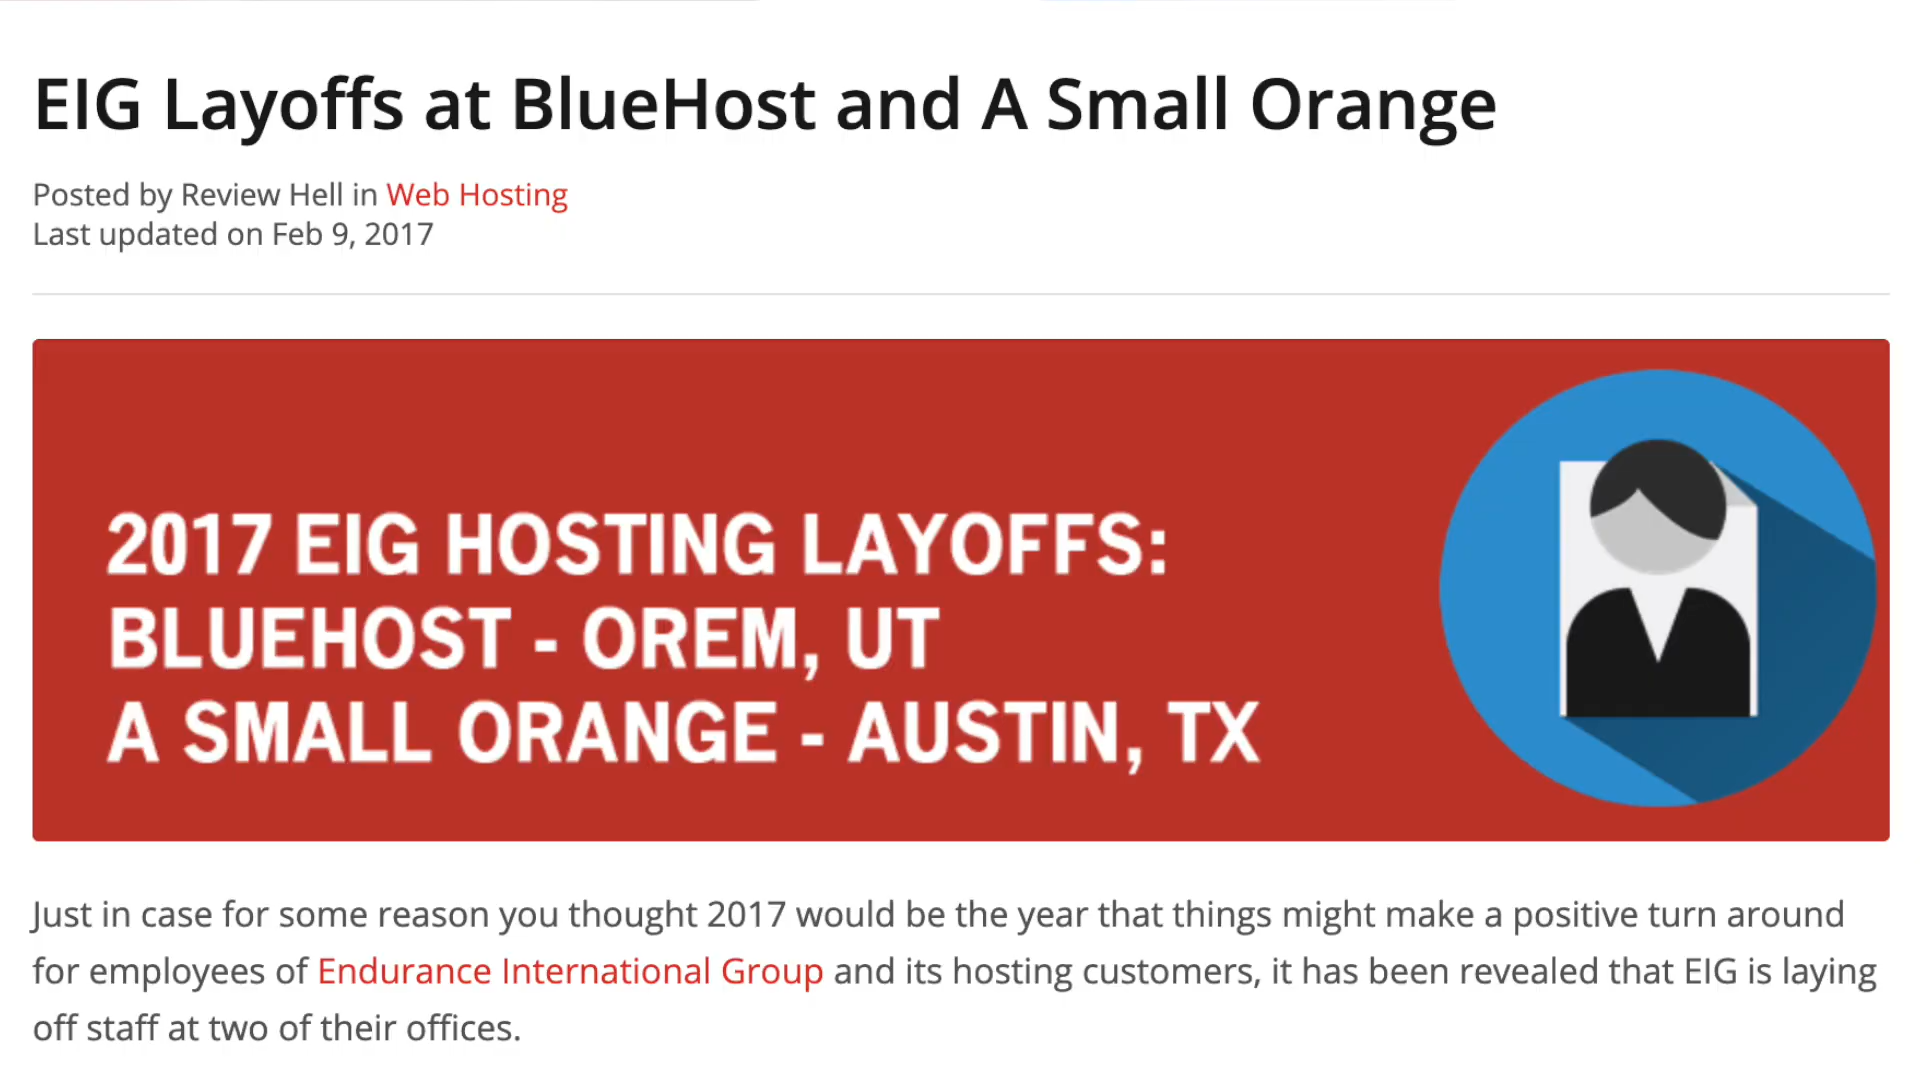 EIG Layoffs at BlueHost and A Small Orange
Posted by Review Hell in Web Hosting
Last updated on Feb 9, 2017
2017 EIG HOSTING LAYOFFS:
BLUEHOST - OREM, UT
A SMALL ORANGE - AUSTIN, TX
Just in case for some reason you thought 2017 would be the year that things might make a positive turn around
for employees of Endurance International Group and its hosting customers, it has been revealed that EIG is laying
off staff at two of their offices.